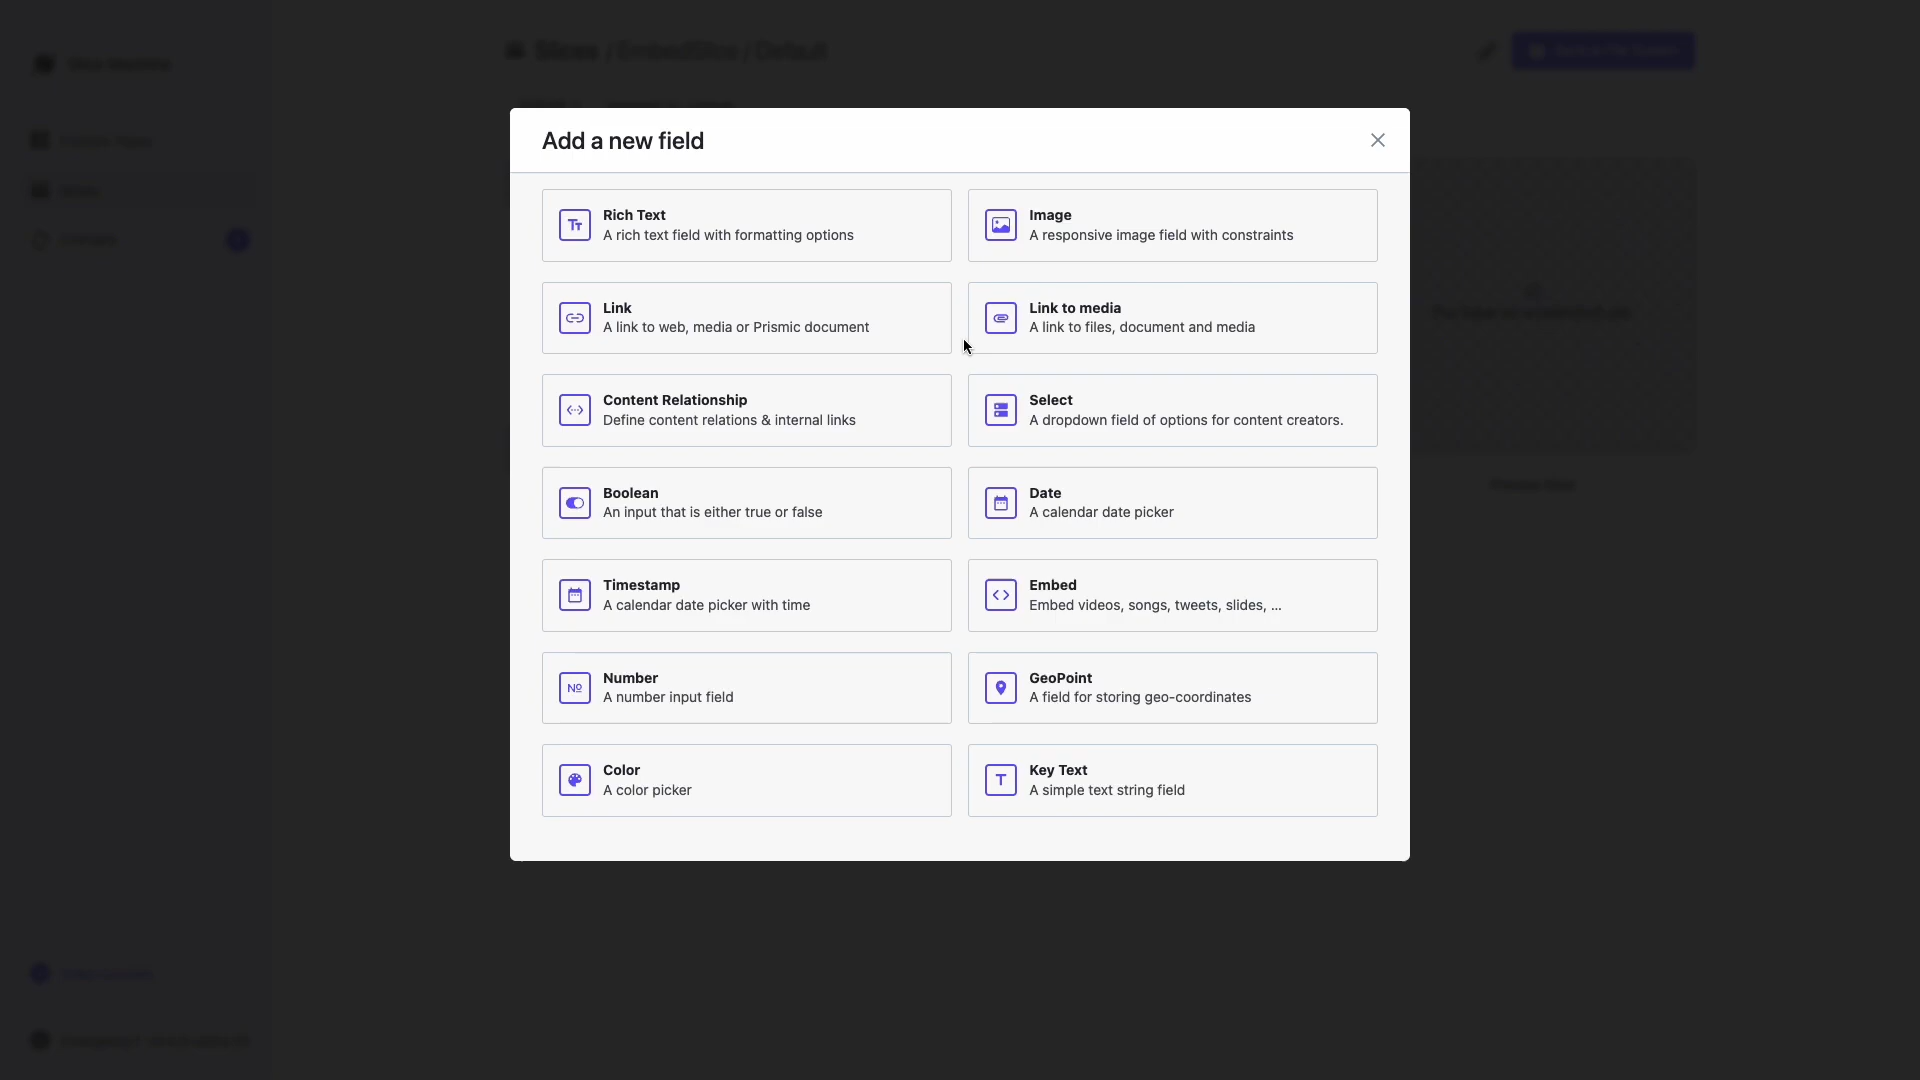 Slices / EmbedSlice / Default
Add a new field
Rich Text
A rich text field with formatting options
Image
A responsive image field with constraints
Link
A link to web, media or Prismic document
Link to media
A link to files, document and media
Content Relationship
Define content relations & internal links
Select
A dropdown field of options for content creators.
Boolean
An input that is either true or false
Date
A calendar date picker
Timestamp
A calendar date picker with time
Embed
Embed videos, songs, tweets, slides, ...
Number
A number input field
GeoPoint
A field for storing geo-coordinates
Color
A color picker
Key Text
A simple text string field